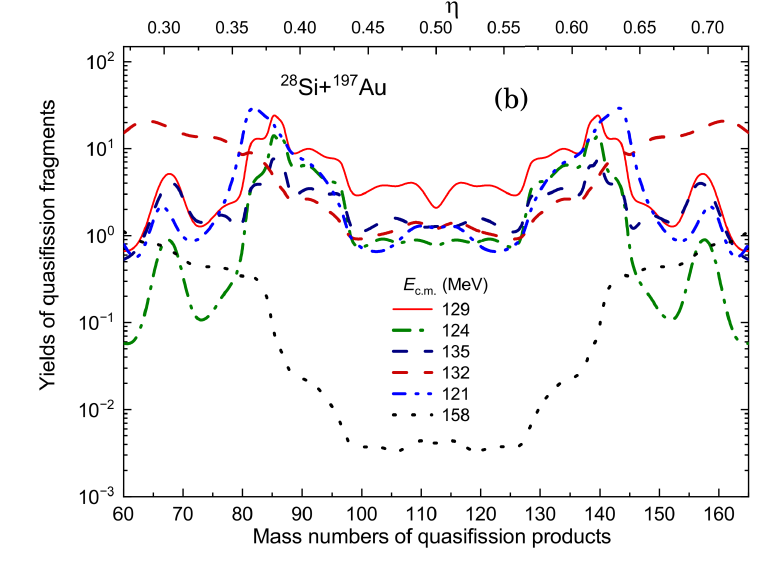 η
0.30 0.35 0.40 0.45 0.50 0.55 0.60 0.65 0.70
10²
²⁸Si+¹⁹⁷Au
(b)
10¹
10⁰
E_c.m. (MeV)
129
10⁻¹
124
135
132
10⁻²
121
158
10⁻³
60 70 80 90 100 110 120 130 140 150 160
Mass numbers of quasifission products
Yields of quasifission fragments